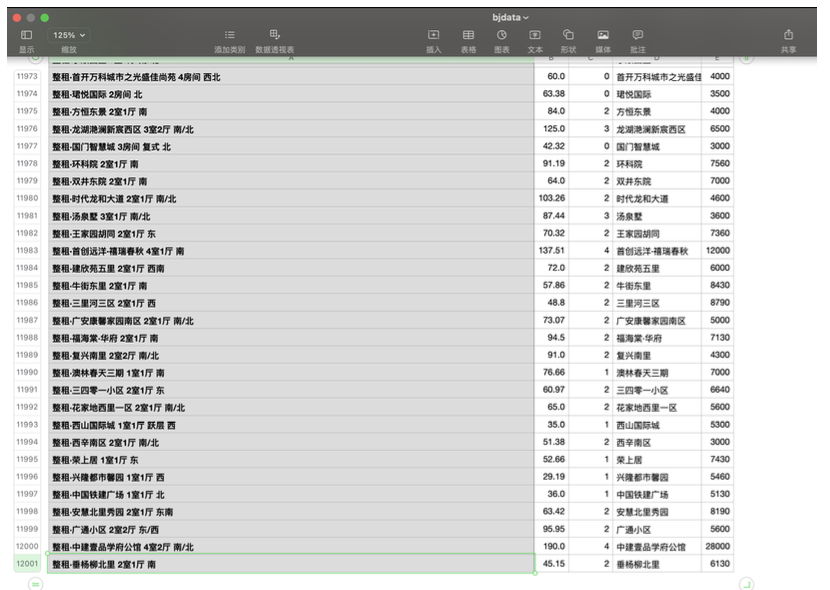 bjdata
125%
显示 缩放 添加类别 数据透视表 插入 表格 图表 文本 形状 媒体 批注 共享
A B C D E
11973 整租·首开万科城市之光盛佳尚苑 4房间 西北 60.0 0 首开万科城市之光盛佳 4000
11974 整租·珺悦国际 2房间 北 63.38 0 珺悦国际 3500
11975 整租·方恒东景 2室1厅 南 84.0 2 方恒东景 4000
11976 整租·龙湖滟澜新宸西区 3室2厅 南/北 125.0 3 龙湖滟澜新宸西区 6500
11977 整租·国门智慧城 3房间 复式 北 42.32 0 国门智慧城 3000
11978 整租·环科院 2室1厅 南 91.19 2 环科院 7560
11979 整租·双井东院 2室1厅 南 64.0 2 双井东院 7000
11980 整租·时代龙和大道 2室1厅 南/北 103.26 2 时代龙和大道 4600
11981 整租·汤泉墅 3室1厅 南/北 87.44 3 汤泉墅 3600
11982 整租·王家园胡同 2室1厅 东 70.32 2 王家园胡同 7360
11983 整租·首创远洋·禧瑞春秋 4室1厅 南 137.51 4 首创远洋·禧瑞春秋 12000
11984 整租·建欣苑五里 2室1厅 西南 72.0 2 建欣苑五里 6000
11985 整租·牛街东里 2室1厅 南 57.86 2 牛街东里 8430
11986 整租·三里河三区 2室1厅 西 48.8 2 三里河三区 8790
11987 整租·广安康馨家园南区 2室1厅 南/北 73.07 2 广安康馨家园南区 5000
11988 整租·福海棠·华府 2室1厅 南 94.5 2 福海棠·华府 7130
11989 整租·复兴南里 2室2厅 南/北 91.0 2 复兴南里 4300
11990 整租·澳林春天三期 1室1厅 南 76.66 1 澳林春天三期 7000
11991 整租·三四零一小区 2室1厅 东 60.97 2 三四零一小区 6640
11992 整租·花家地西里一区 2室1厅 南/北 65.0 2 花家地西里一区 5600
11993 整租·西山国际城 1室1厅 跃层 西 35.0 1 西山国际城 5300
11994 整租·西辛南区 2室1厅 南/北 51.38 2 西辛南区 3000
11995 整租·荣上居 1室1厅 东 52.66 1 荣上居 7430
11996 整租·兴隆都市馨园 1室1厅 西 29.19 1 兴隆都市馨园 5460
11997 整租·中国铁建广场 1室1厅 北 36.0 1 中国铁建广场 5130
11998 整租·安慧北里秀园 2室1厅 东南 63.42 2 安慧北里秀园 8190
11999 整租·广通小区 2室2厅 东/西 95.95 2 广通小区 5600
12000 整租·中建壹品学府公馆 4室2厅 南/北 190.0 4 中建壹品学府公馆 28000
12001 整租·垂杨柳北里 2室1厅 南 45.15 2 垂杨柳北里 6130